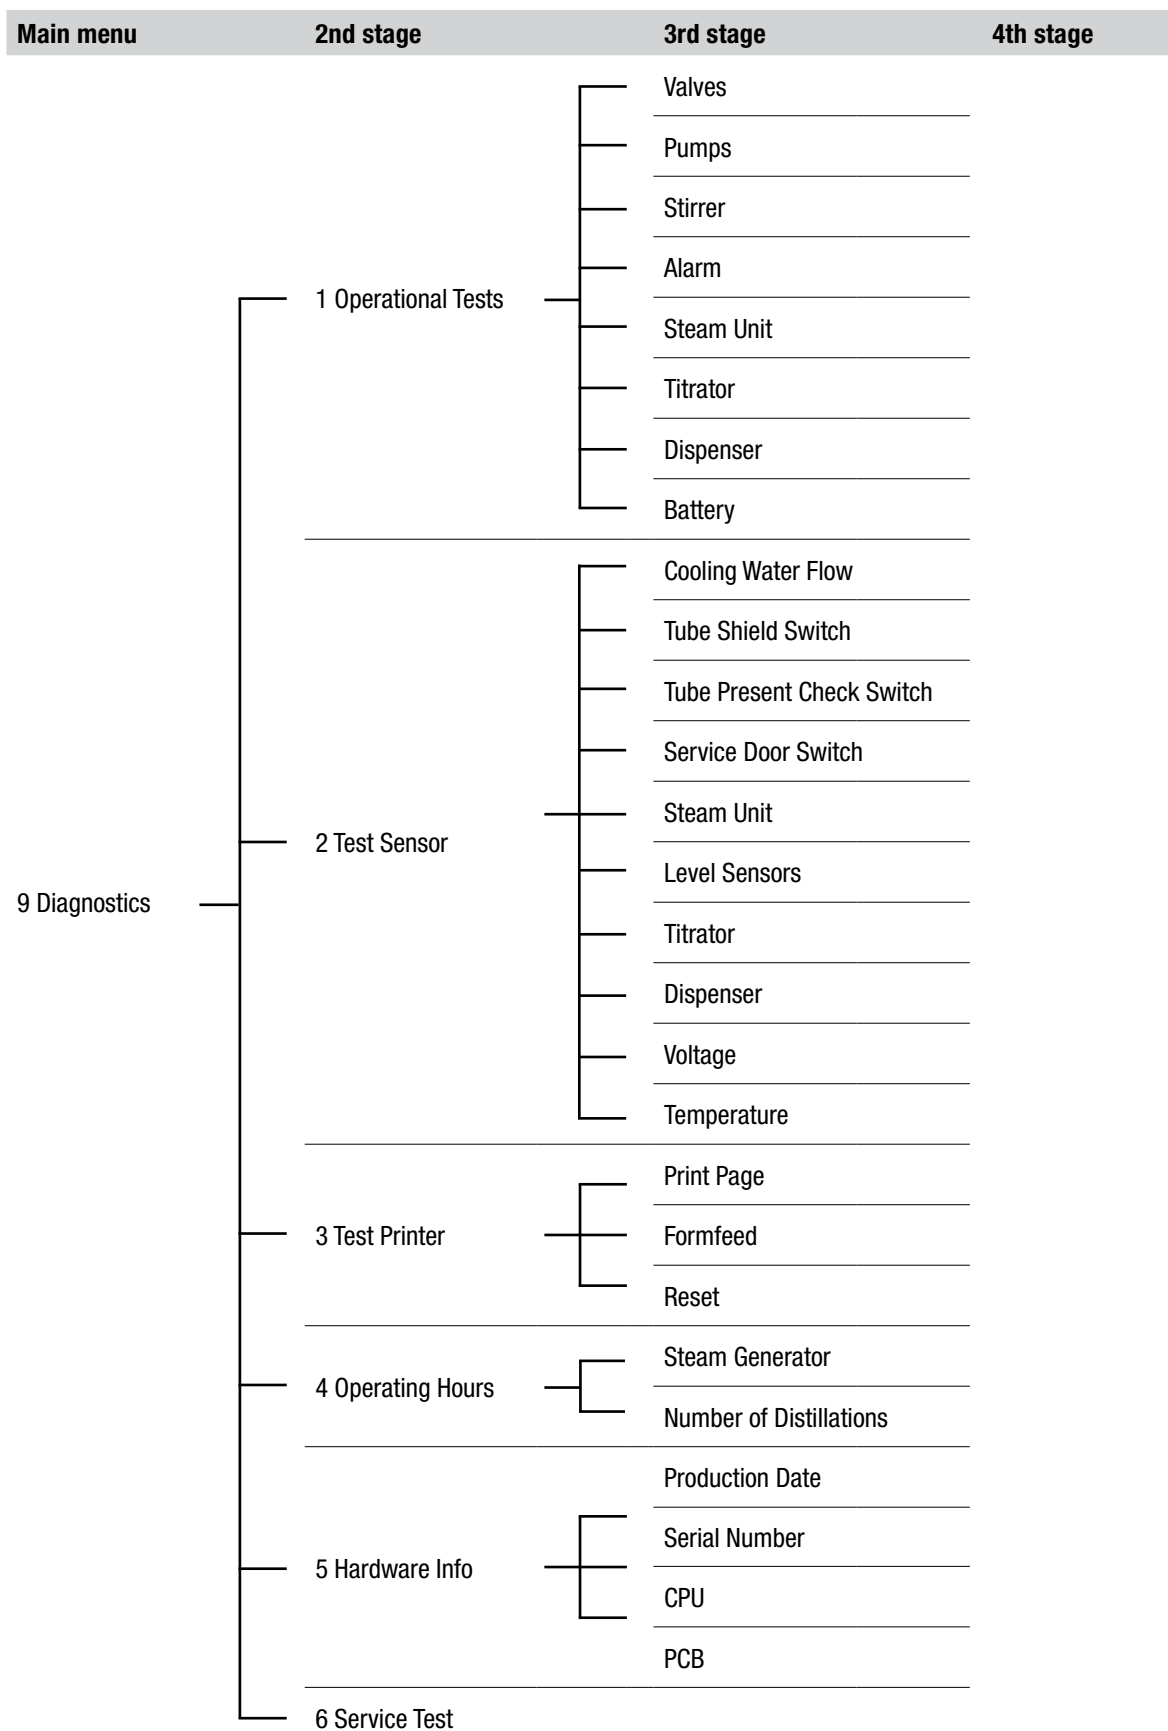 Main menu 2nd stage 3rd stage 4th stage
Valves
Pumps
Stirrer
Alarm
1 Operational Tests
Steam Unit
Titrator
Dispenser
Battery
Cooling Water Flow
Tube Shield Switch
Tube Present Check Switch
Service Door Switch
Steam Unit
2 Test Sensor
Level Sensors
9 Diagnostics
Titrator
Dispenser
Voltage
Temperature
Print Page
3 Test Printer Formfeed
Reset
Steam Generator
4 Operating Hours
Number of Distillations
Production Date
Serial Number
5 Hardware Info
CPU
PCB
6 Service Test